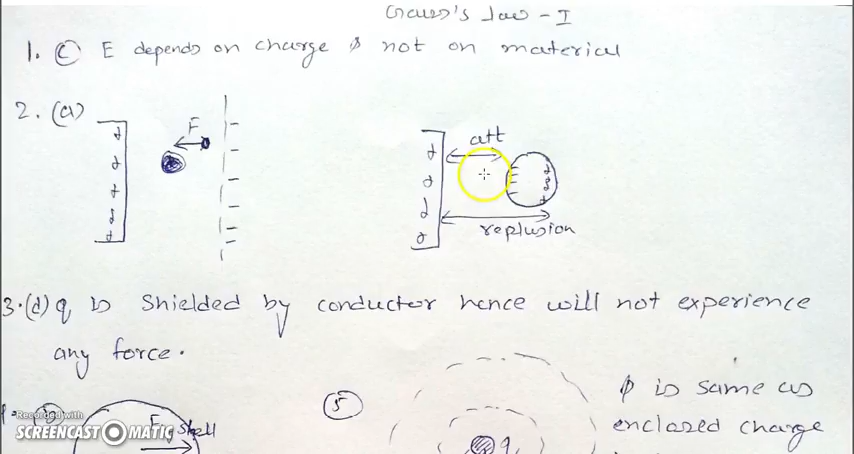 Gauss's law - I
1. (c) E depends on charge & not on material
2. (a)
F
att
replusion
3. (d) q is shielded by conductor hence will not experience
any force.
5
φ is same as
enclosed charge
shell
q
RECORDED WITH
SCREENCAST-O-MATIC